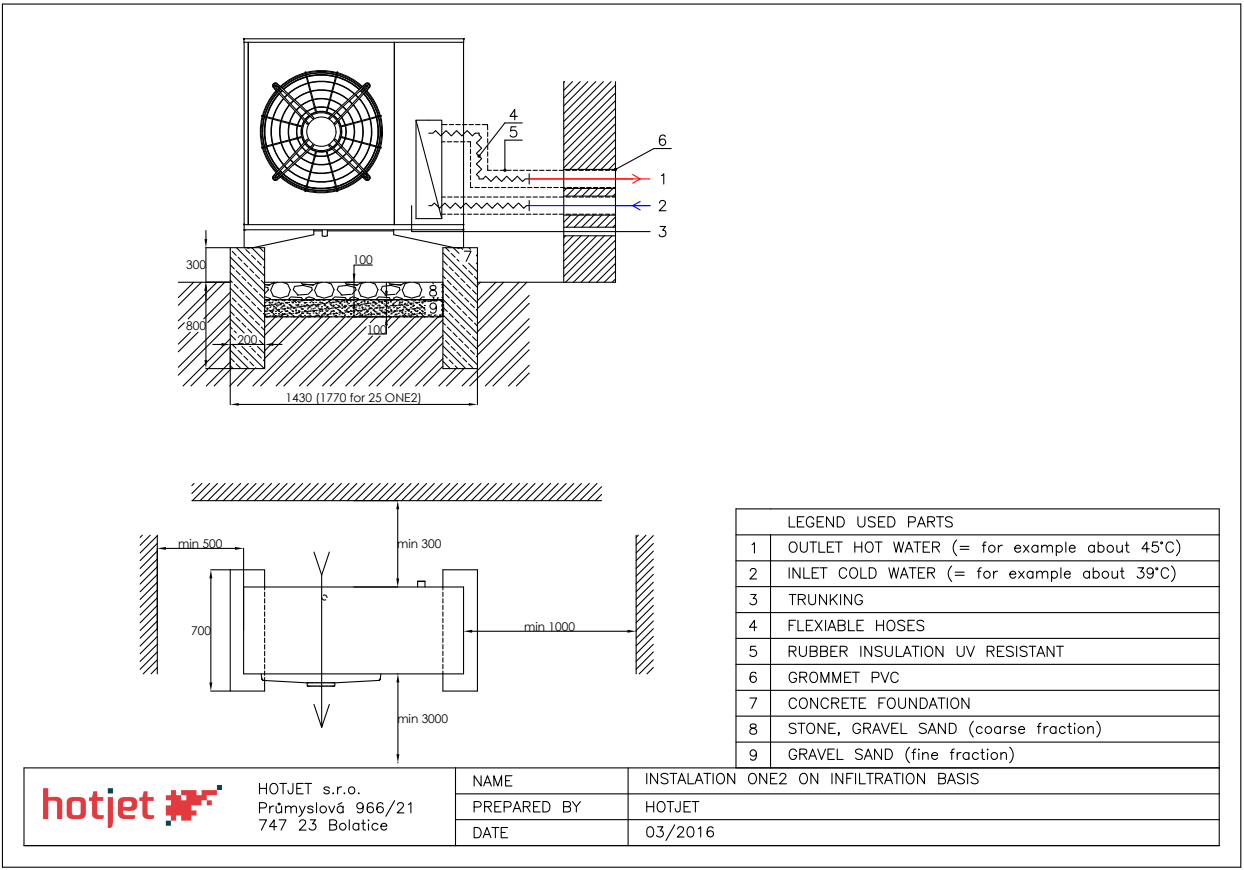 4
5
6
1
2
3
7
300
100
8
9
800
100
200
1430 (1770 for 25 ONE2)
min 500
min 300
700
min 1000
min 3000
LEGEND USED PARTS
1 OUTLET HOT WATER (= for example about 45°C)
2 INLET COLD WATER (= for example about 39°C)
3 TRUNKING
4 FLEXIABLE HOSES
5 RUBBER INSULATION UV RESISTANT
6 GROMMET PVC
7 CONCRETE FOUNDATION
8 STONE, GRAVEL SAND (coarse fraction)
9 GRAVEL SAND (fine fraction)
hotjet
HOTJET s.r.o.
Průmyslová 966/21
747 23 Bolatice
NAME INSTALATION ONE2 ON INFILTRATION BASIS
PREPARED BY HOTJET
DATE 03/2016